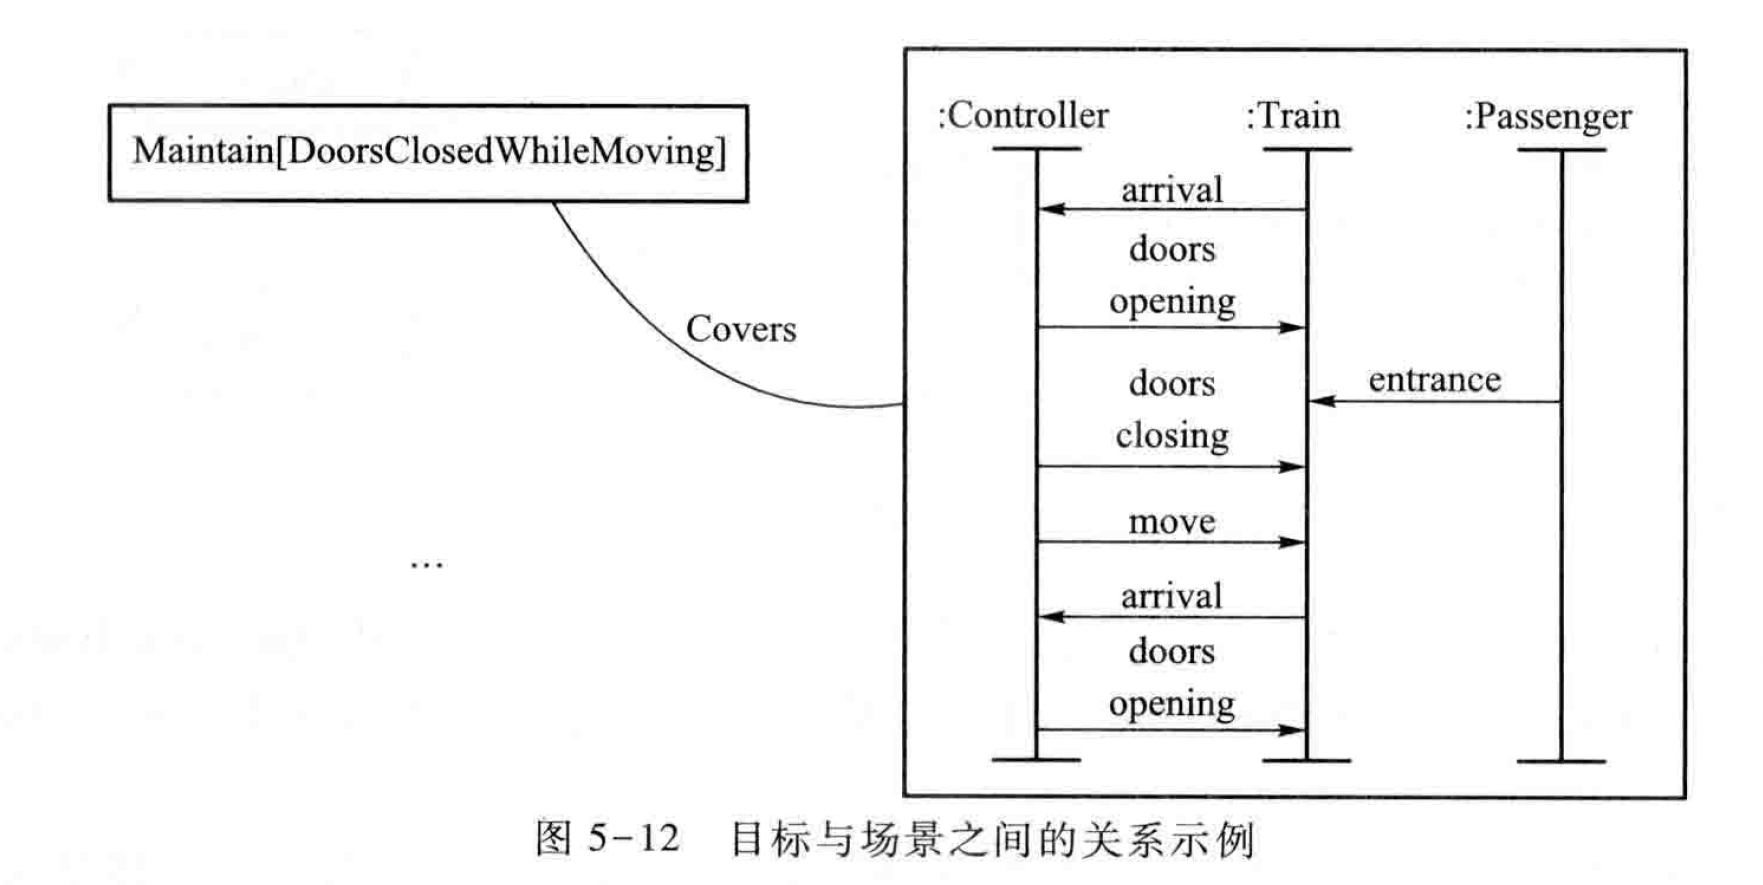 :Controller :Train :Passenger
Maintain[DoorsClosedWhileMoving]
arrival
doors
opening
Covers
entrance
doors
closing
move
...
arrival
doors
opening
图 5-12 目标与场景之间的关系示例